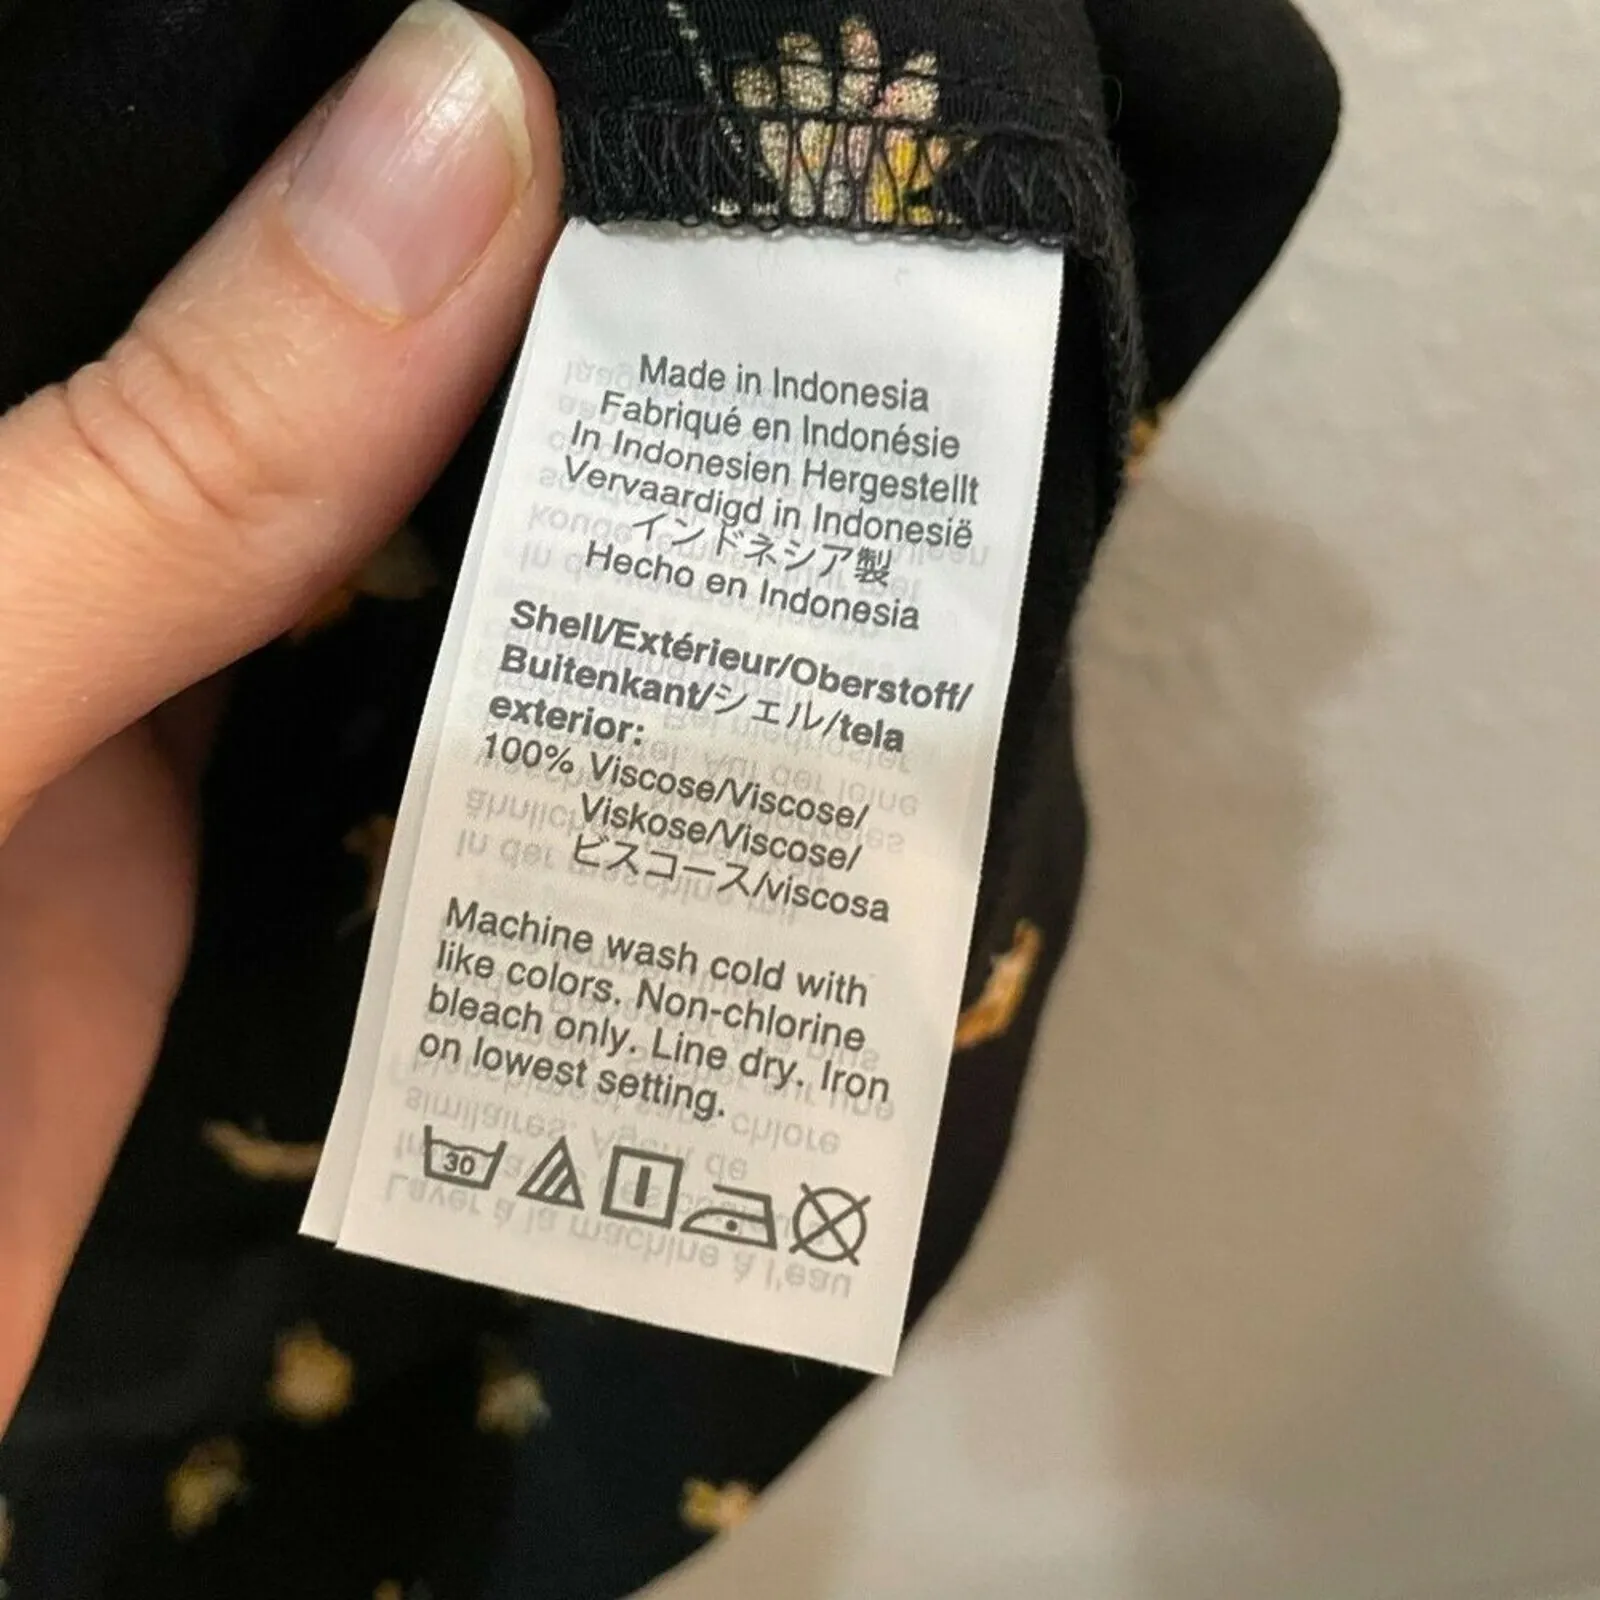 Made in Indonesia
Fabriqué en Indonésie
In Indonesien Hergestellt
Vervaardigd in Indonesië
インドネシア製
Hecho en Indonesia
Shell/Extérieur/Oberstoff/
Buitenkant/シェル/tela
exterior:
100% Viscose/Viscose/
Viskose/Viscose/
ビスコース/viscosa
Machine wash cold with
like colors. Non-chlorine
bleach only. Line dry. Iron
on lowest setting.
30